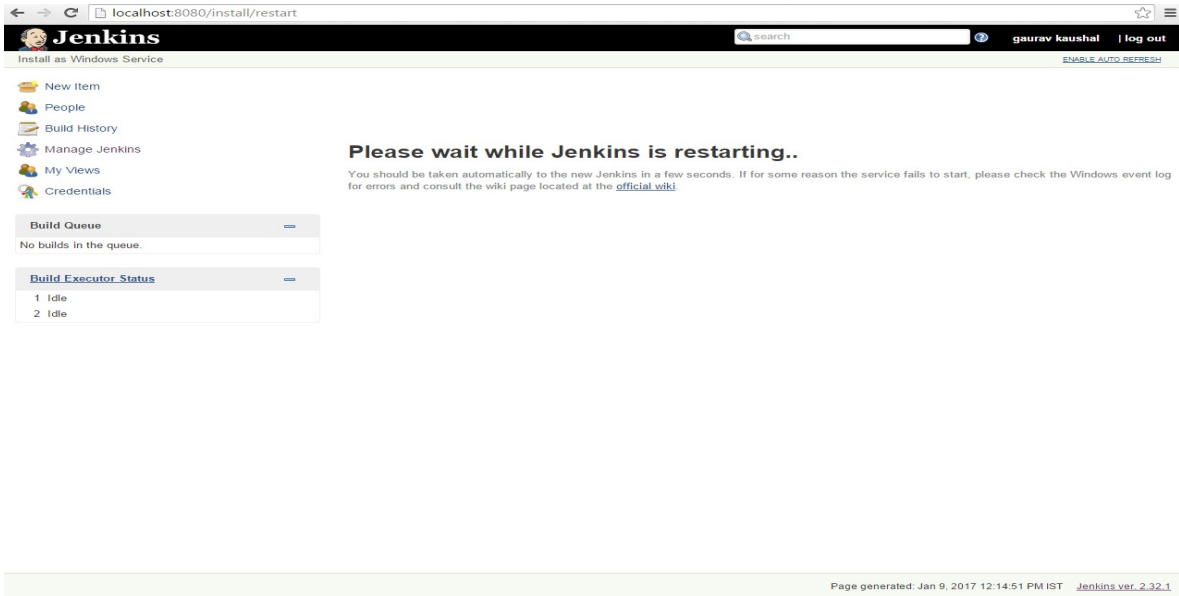 localhost:8080/install/restart
Jenkins
search
gaurav kaushal
| log out
Install as Windows Service
ENABLE AUTO REFRESH
New Item
People
Build History
Manage Jenkins
My Views
Credentials
Build Queue
No builds in the queue.
Build Executor Status
1 Idle
2 Idle
Please wait while Jenkins is restarting..
You should be taken automatically to the new Jenkins in a few seconds. If for some reason the service fails to start, please check the Windows event log
for errors and consult the wiki page located at the official wiki.
Page generated: Jan 9, 2017 12:14:51 PM IST
Jenkins ver. 2.32.1